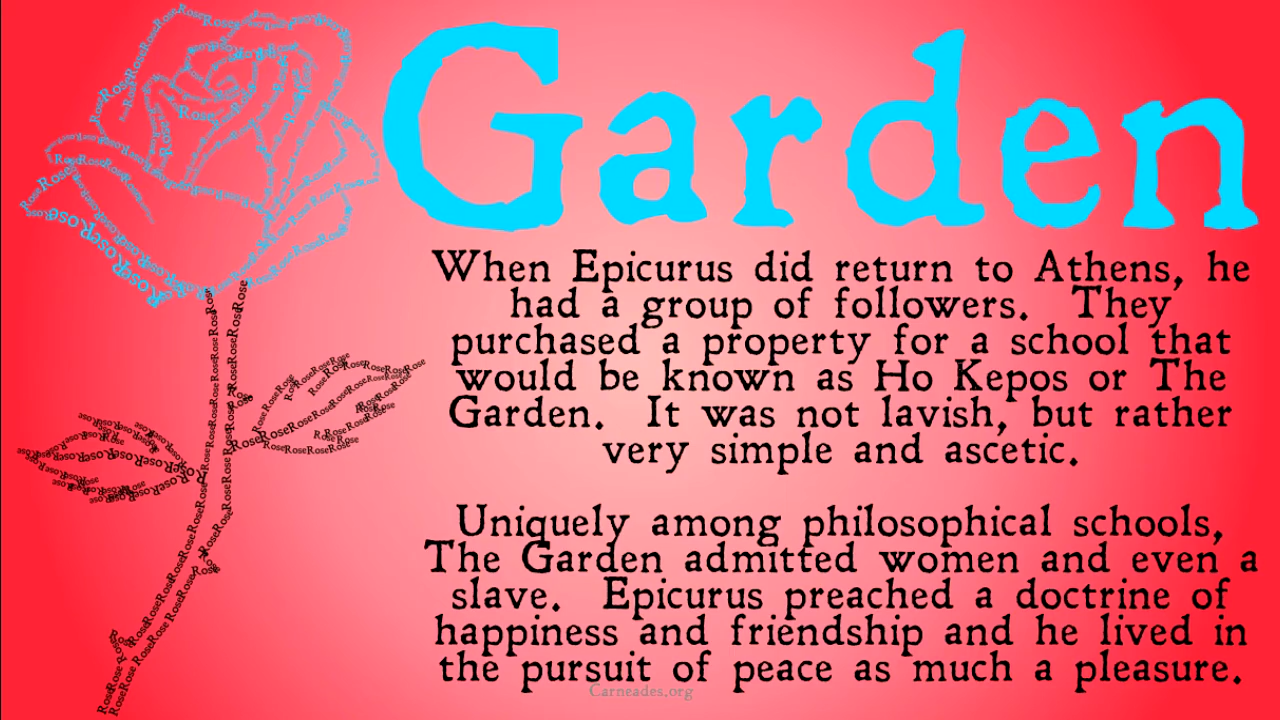 Garden
When Epicurus did return to Athens, he
had a group of followers. They
purchased a property for a school that
would be known as Ho Kepos or The
Garden. It was not lavish, but rather
very simple and ascetic.
Uniquely among philosophical schools,
The Garden admitted women and even a
slave. Epicurus preached a doctrine of
happiness and friendship and he lived in
the pursuit of peace as much a pleasure.
Carneades.org
Rose